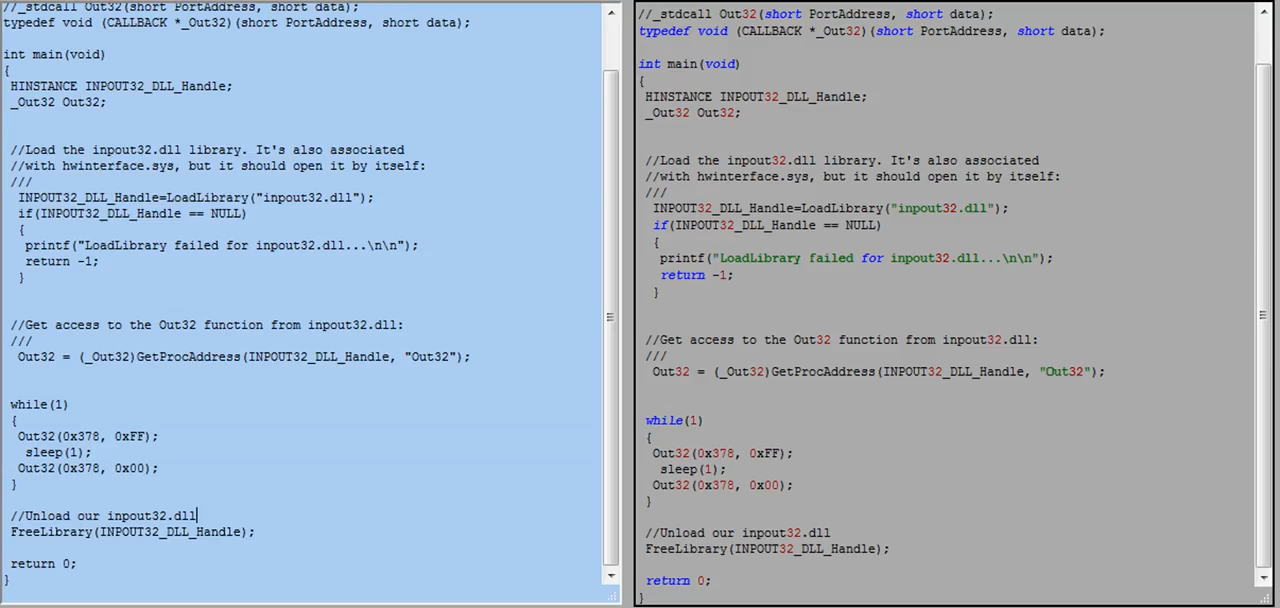 //_stdcall Out32(short PortAddress, short data);
typedef void (CALLBACK *_Out32)(short PortAddress, short data);
int main(void)
{
HINSTANCE INPOUT32_DLL_Handle;
_Out32 Out32;
//Load the inpout32.dll library. It's also associated
//with hwinterface.sys, but it should open it by itself:
///
INPOUT32_DLL_Handle=LoadLibrary("inpout32.dll");
if(INPOUT32_DLL_Handle == NULL)
{
printf("LoadLibrary failed for inpout32.dll...\n\n");
return -1;
}
//Get access to the Out32 function from inpout32.dll:
///
Out32 = (_Out32)GetProcAddress(INPOUT32_DLL_Handle, "Out32");
while(1)
{
Out32(0x378, 0xFF);
sleep(1);
Out32(0x378, 0x00);
}
//Unload our inpout32.dll
FreeLibrary(INPOUT32_DLL_Handle);
return 0;
}
//_stdcall Out32(short PortAddress, short data);
typedef void (CALLBACK *_Out32)(short PortAddress, short data);
int main(void)
{
HINSTANCE INPOUT32_DLL_Handle;
_Out32 Out32;
//Load the inpout32.dll library. It's also associated
//with hwinterface.sys, but it should open it by itself:
///
INPOUT32_DLL_Handle=LoadLibrary("inpout32.dll");
if(INPOUT32_DLL_Handle == NULL)
{
printf("LoadLibrary failed for inpout32.dll...\n\n");
return -1;
}
//Get access to the Out32 function from inpout32.dll:
///
Out32 = (_Out32)GetProcAddress(INPOUT32_DLL_Handle, "Out32");
while(1)
{
Out32(0x378, 0xFF);
sleep(1);
Out32(0x378, 0x00);
}
//Unload our inpout32.dll
FreeLibrary(INPOUT32_DLL_Handle);
return 0;
}